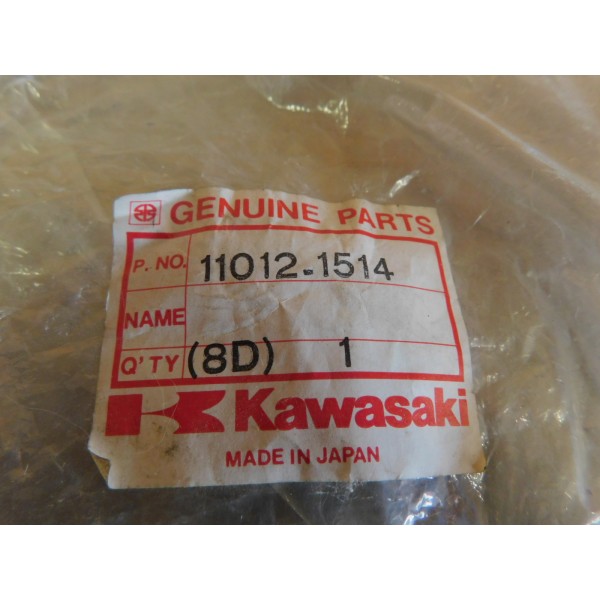 GENUINE PARTS
P. NO. 11012-1514
NAME
Q'TY (8D) 1
Kawasaki
MADE IN JAPAN